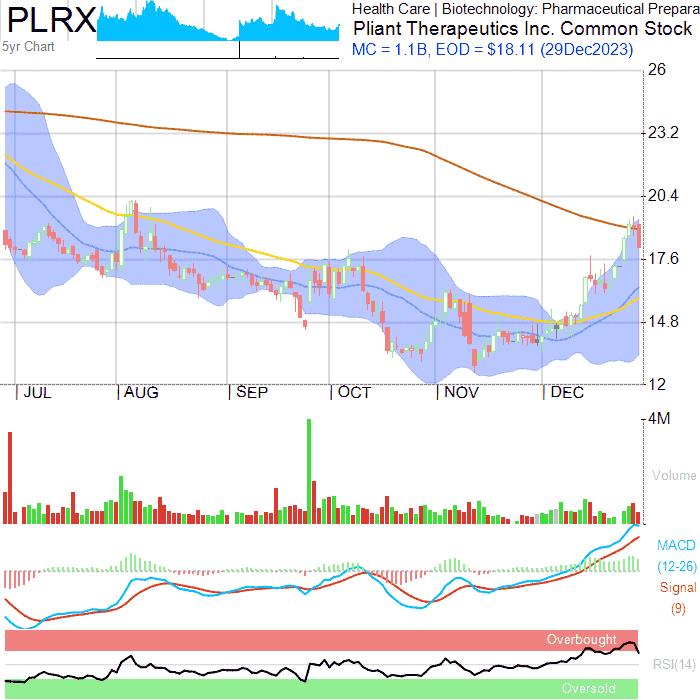 PLRX
5yr Chart
Health Care | Biotechnology: Pharmaceutical Prepara
Pliant Therapeutics Inc. Common Stock
MC = 1.1B, EOD = $18.11 (29Dec2023)
26
23.2
20.4
17.6
14.8
12
JUL AUG SEP OCT NOV DEC
4M
Volume
MACD
(12-26)
Signal
(9)
Overbought
RSI(14)
Oversold